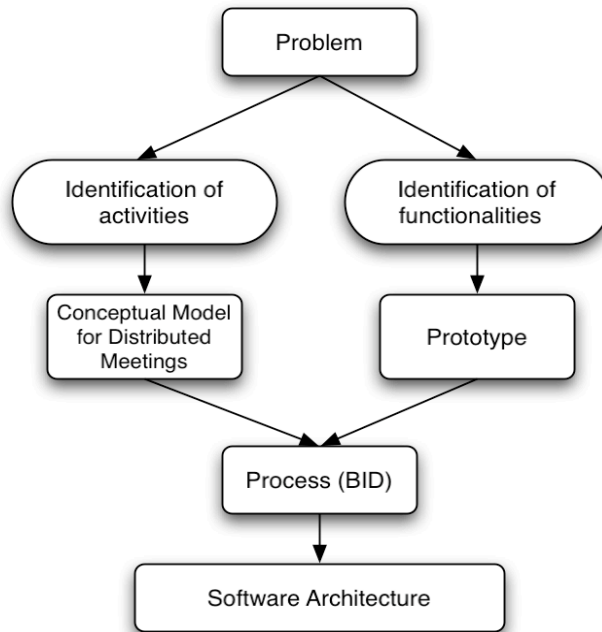 Problem
Identification of
activities
Identification of
functionalities
Conceptual Model
for Distributed
Meetings
Prototype
Process (BID)
Software Architecture